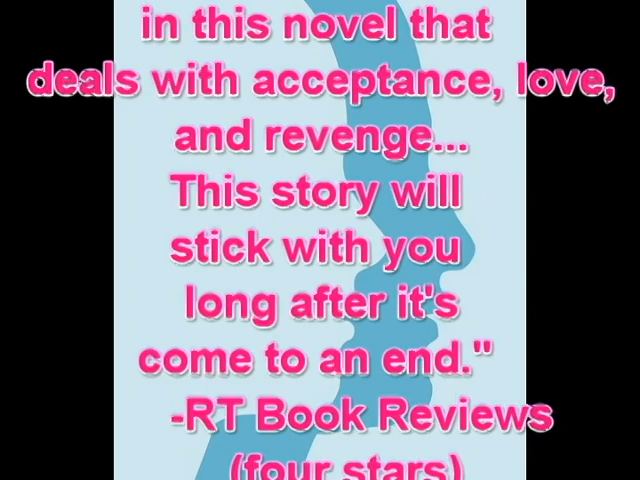 in this novel that
deals with acceptance, love,
and revenge...
This story will
stick with you
long after it's
come to an end."
-RT Book Reviews
(four stars)